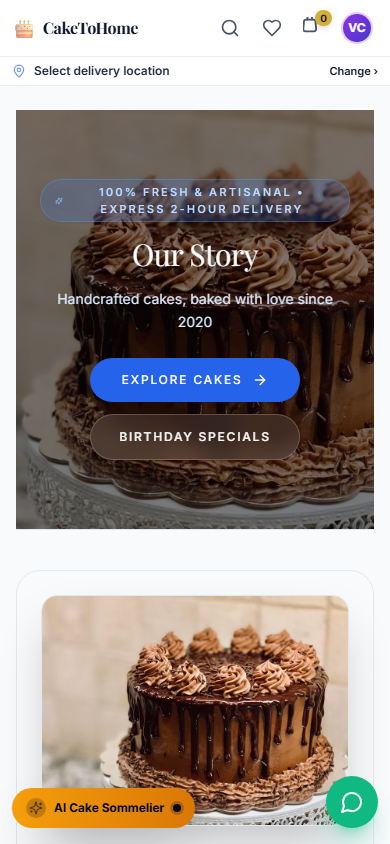 CakeToHome
0
VC
Select delivery location
Change ›
100% FRESH & ARTISANAL •
EXPRESS 2-HOUR DELIVERY
Our Story
Handcrafted cakes, baked with love since
2020
EXPLORE CAKES →
BIRTHDAY SPECIALS
AI Cake Sommelier